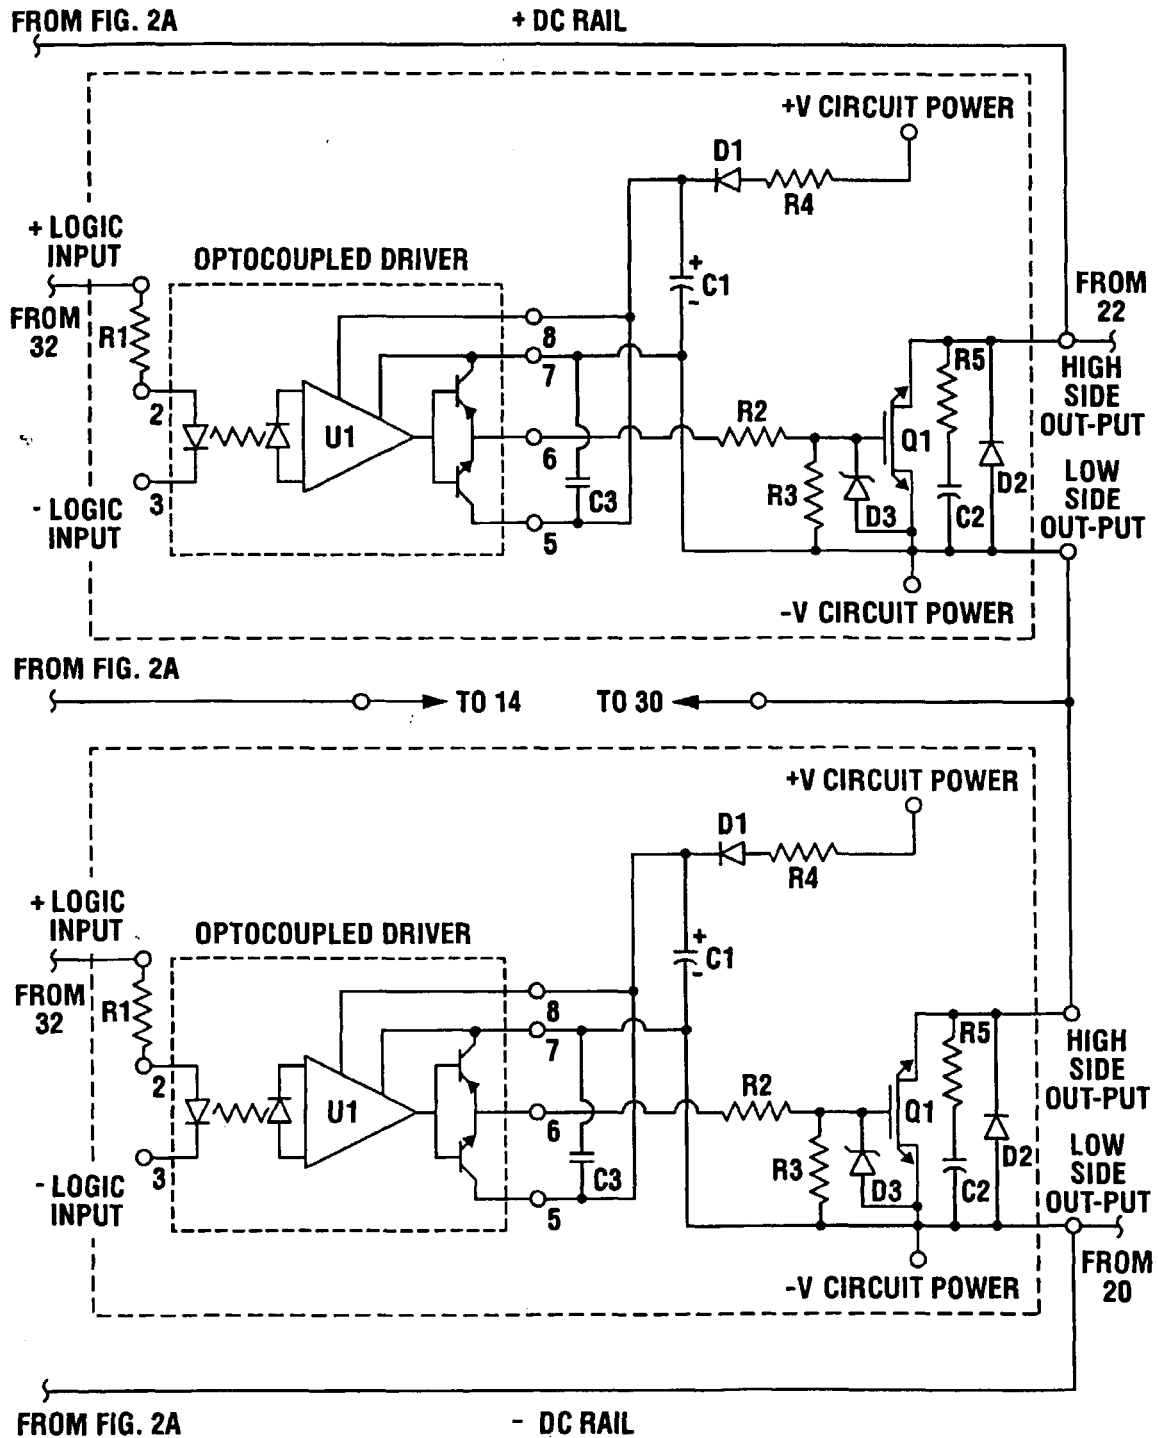 FROM FIG. 2A
+ DC RAIL
+V CIRCUIT POWER
D1
R4
+ LOGIC
INPUT
OPTOCOUPLED DRIVER
+
C1
-
FROM
32
R1
8
7
FROM
22
HIGH
SIDE
OUT-PUT
R5
2
U1
R2
6
Q1
LOW
SIDE
OUT-PUT
3
R3
C3
D3
C2
D2
- LOGIC
INPUT
5
-V CIRCUIT POWER
FROM FIG. 2A
TO 14
TO 30
+V CIRCUIT POWER
D1
R4
+ LOGIC
INPUT
OPTOCOUPLED DRIVER
+
C1
-
FROM
32
R1
8
7
R5
HIGH
SIDE
OUT-PUT
2
U1
R2
6
Q1
LOW
SIDE
OUT-PUT
3
R3
C3
D3
C2
D2
- LOGIC
INPUT
5
-V CIRCUIT POWER
FROM
20
FROM FIG. 2A
- DC RAIL